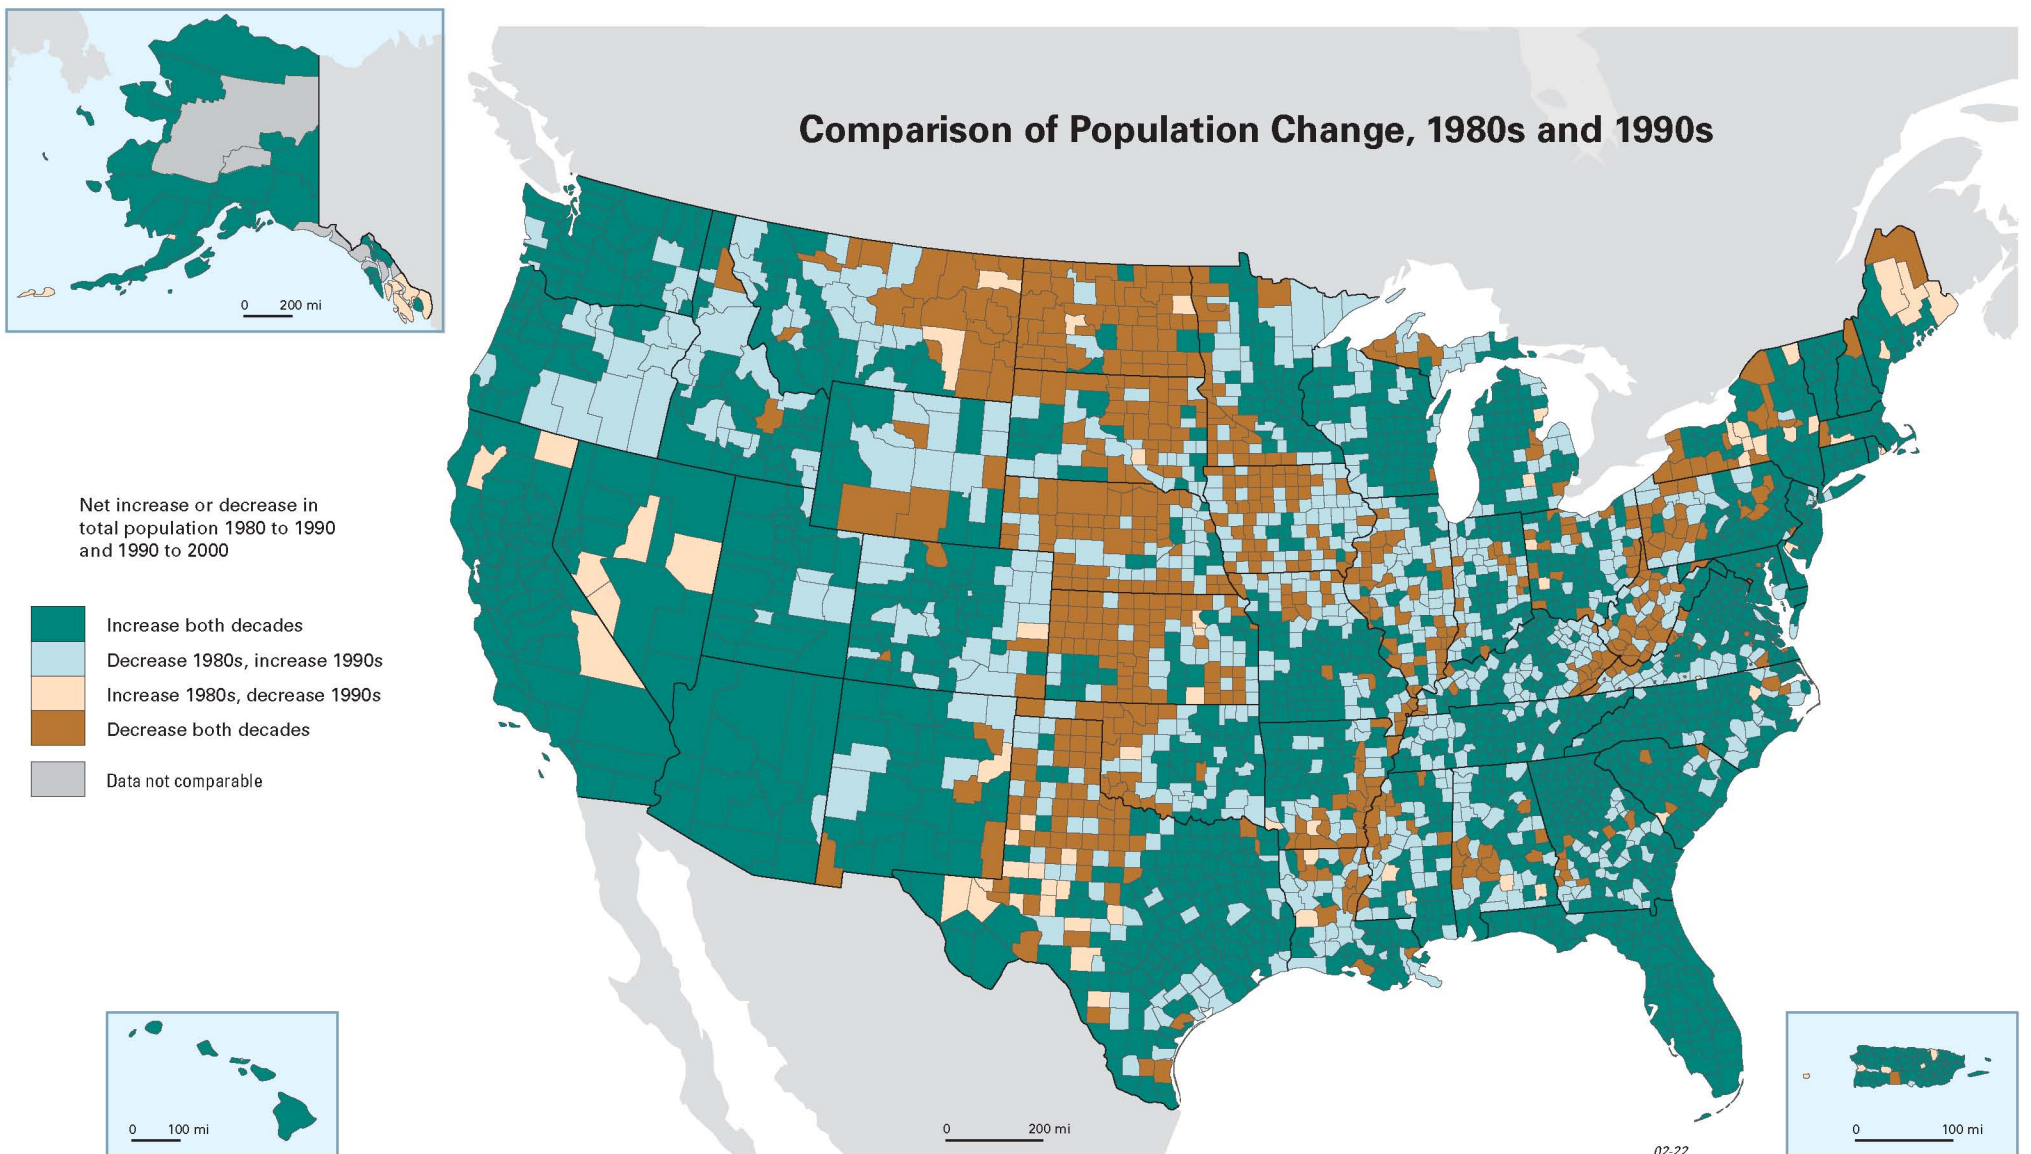 Comparison of Population Change, 1980s and 1990s
0 200 mi
Net increase or decrease in
total population 1980 to 1990
and 1990 to 2000
Increase both decades
Decrease 1980s, increase 1990s
Increase 1980s, decrease 1990s
Decrease both decades
Data not comparable
0 100 mi
0 200 mi
0 100 mi
02-22